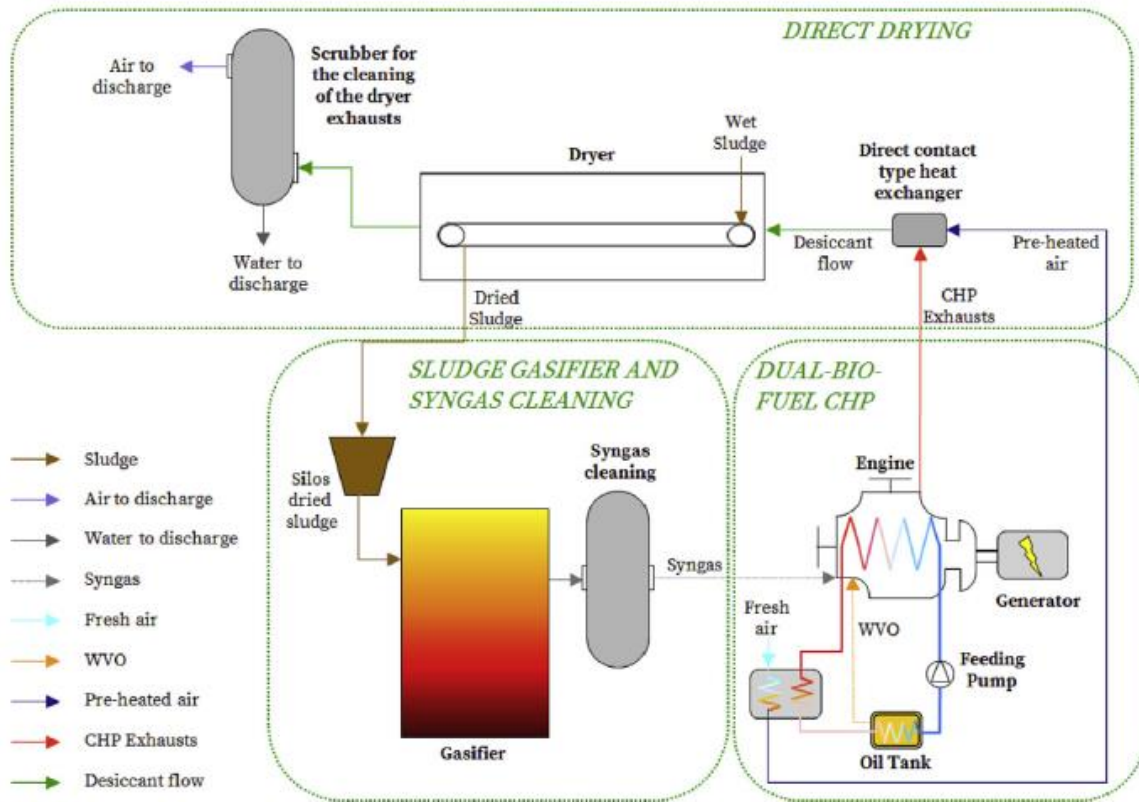 DIRECT DRYING
Air to
discharge
Scrubber for
the cleaning
of the dryer
exhausts
Wet
Sludge
Dryer
Direct contact
type heat
exchanger
Desiccant
flow
Pre-heated
air
Water to
discharge
Dried
Sludge
CHP
Exhausts
SLUDGE GASIFIER AND
SYNGAS CLEANING
DUAL-BIO-
FUEL CHP
Silos
dried
sludge
Syngas
cleaning
Engine
Syngas
Generator
Fresh
air
WVO
Feeding
Pump
Gasifier
Oil Tank
Sludge
Air to discharge
Water to discharge
Syngas
Fresh air
WVO
Pre-heated air
CHP Exhausts
Desiccant flow